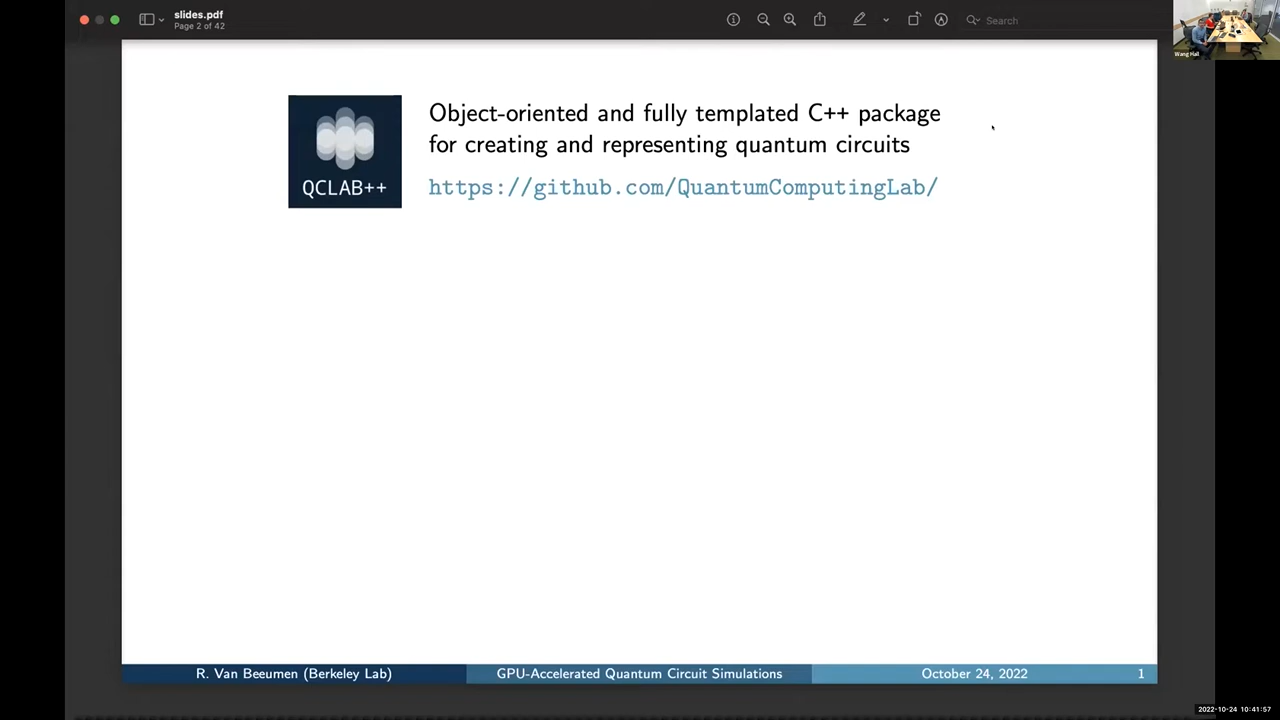 slides.pdf
Page 2 of 42
Search
Wang Hall
QCLAB++
Object-oriented and fully templated C++ package
for creating and representing quantum circuits
https://github.com/QuantumComputingLab/
R. Van Beeumen (Berkeley Lab)
GPU-Accelerated Quantum Circuit Simulations
October 24, 2022
1
2022-10-24 10:41:57